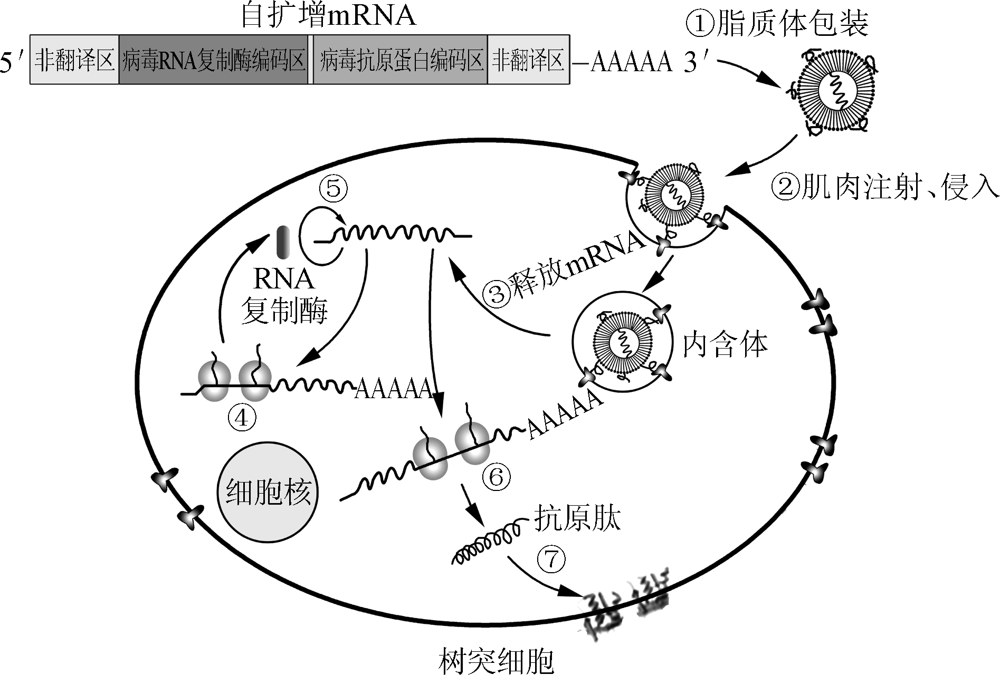 自扩增mRNA
5′ 非翻译区 病毒RNA复制酶编码区 病毒抗原蛋白编码区 非翻译区 AAAAA 3′
①脂质体包装
②肌肉注射、侵入
⑤
③释放mRNA
RNA
复制酶
内含体
AAAAA
④
AAAAA
⑥
细胞核
抗原肽
⑦
树突细胞